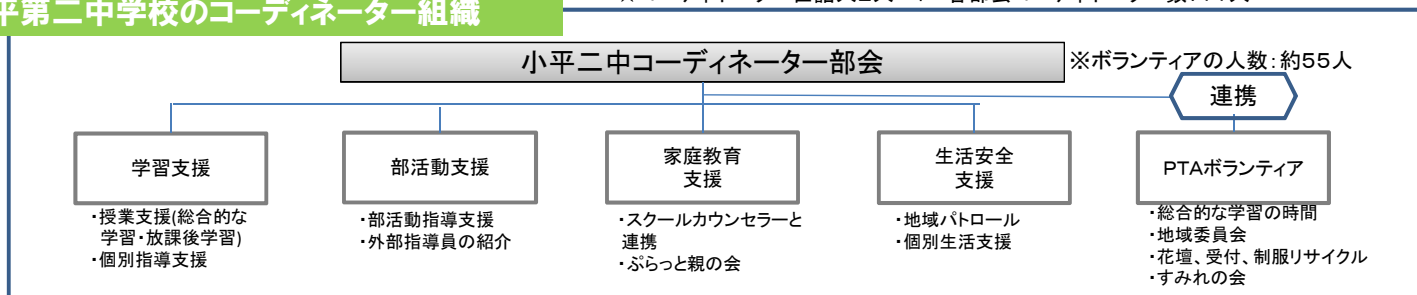 平第二中学校のコーディネーター組織
小平二中コーディネーター部会
※ボランティアの人数：約５５人
連携
学習支援
・授業支援(総合的な
学習・放課後学習)
・個別指導支援
部活動支援
・部活動指導支援
・外部指導員の紹介
家庭教育
支援
・スクールカウンセラーと
連携
・ぷらっと親の会
生活安全
支援
・地域パトロール
・個別生活支援
PTAボランティア
・総合的な学習の時間
・地域委員会
・花壇、受付、制服リサイクル
・すみれの会